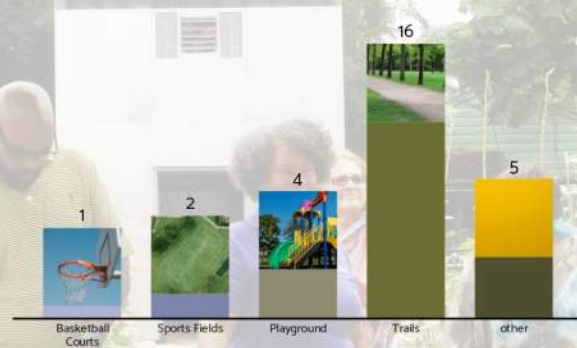 16
5
4
2
1
Basketball
Courts
Sports Fields
Playground
Trails
other